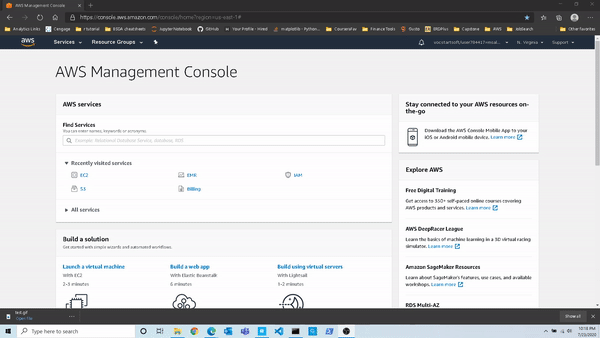 AWS Management Console
https://console.aws.amazon.com/console/home?region=us-east-1#
Analytics Links Cengage r tutorial BSDA datasheets jupyter notebook GitHub Your Profile - Hired matplotlib - Python... Finance Tests Guide BRDPros Capstone AWS JobSearch Other favorites
aws Services Resource Groups N. Virginia Support
AWS Management Console
AWS services
Find Services
You can enter names, keywords or acronyms.
Example: Relational Database Service, database, RDS
Recently visited services
EC2 EMR IAM
S3 Billing
All services
Build a solution
Get started with simple wizards and automated workflows.
Launch a virtual machine Build a web app Build using virtual servers
With EC2 With Elastic Beanstalk With Lightsail
2-3 minutes 6 minutes 1-2 minutes
Stay connected to your AWS resources on-
the-go
Download the AWS Console Mobile App to your
iOS or Android mobile device. Learn more
Explore AWS
Free Digital Training
Get access to 350+ self-paced online courses covering
AWS products and services. Learn more
AWS DeepRacer League
Learn the basics of machine learning in a 3D virtual racing
simulator. Learn more
Amazon SageMaker Resources
Learn about SageMaker's features, use cases, and available
workshops. Learn more
RDS Multi-AZ
test.gif
Open file
Show all
Type here to search
10:18 PM
7/23/2020